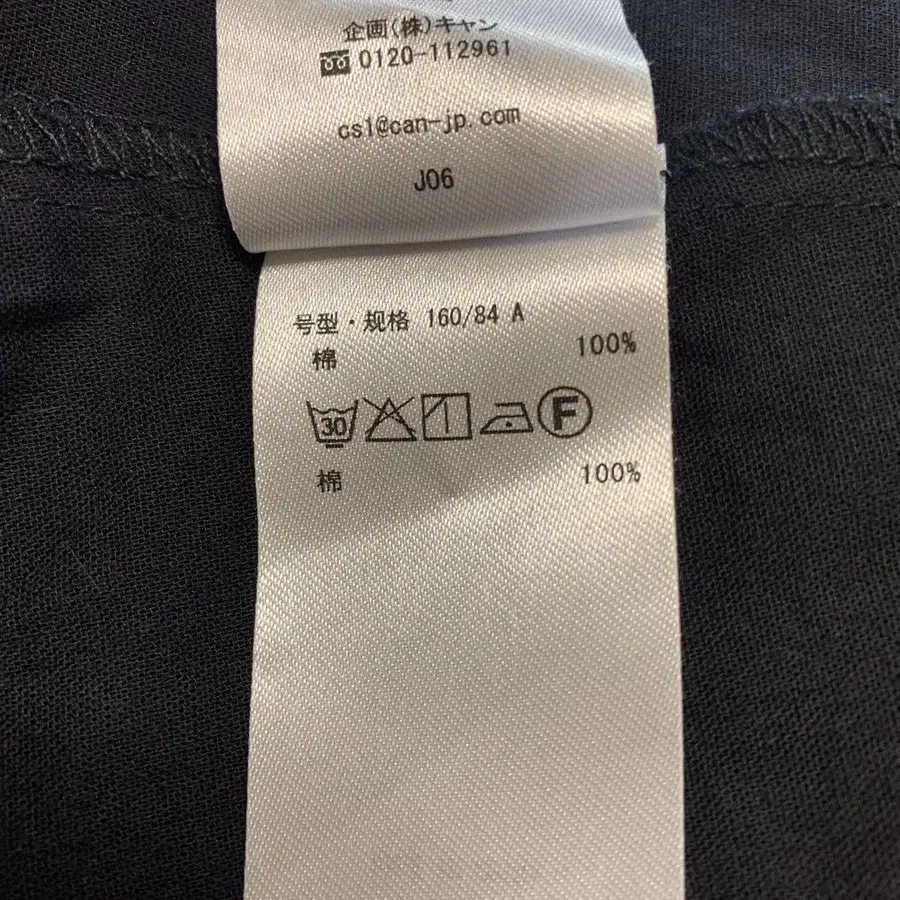 企画(株)キャン
0120-112961
cs1@can-jp.com
J06
号型・规格 160/84 A
棉 100%
30 F
棉 100%